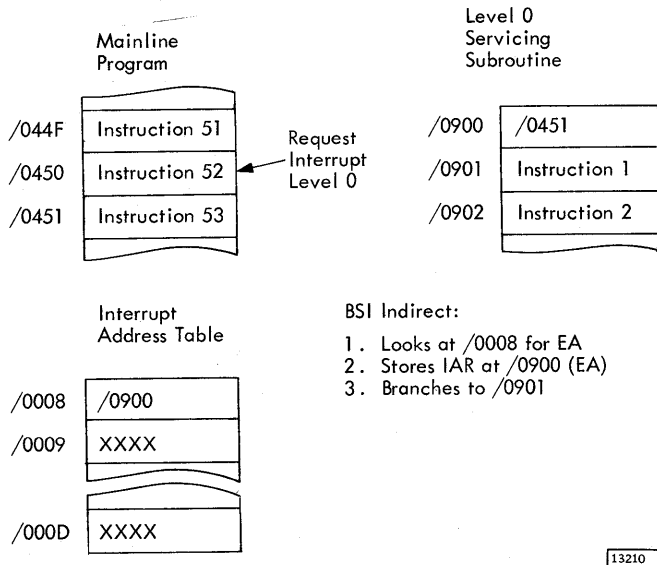 Mainline
Program
/044F Instruction 51
/0450 Instruction 52
/0451 Instruction 53
Request
Interrupt
Level 0
Level 0
Servicing
Subroutine
/0900 /0451
/0901 Instruction 1
/0902 Instruction 2
Interrupt
Address Table
/0008 /0900
/0009 XXXX
/000D XXXX
BSI Indirect:
1. Looks at /0008 for EA
2. Stores IAR at /0900 (EA)
3. Branches to /0901
13210